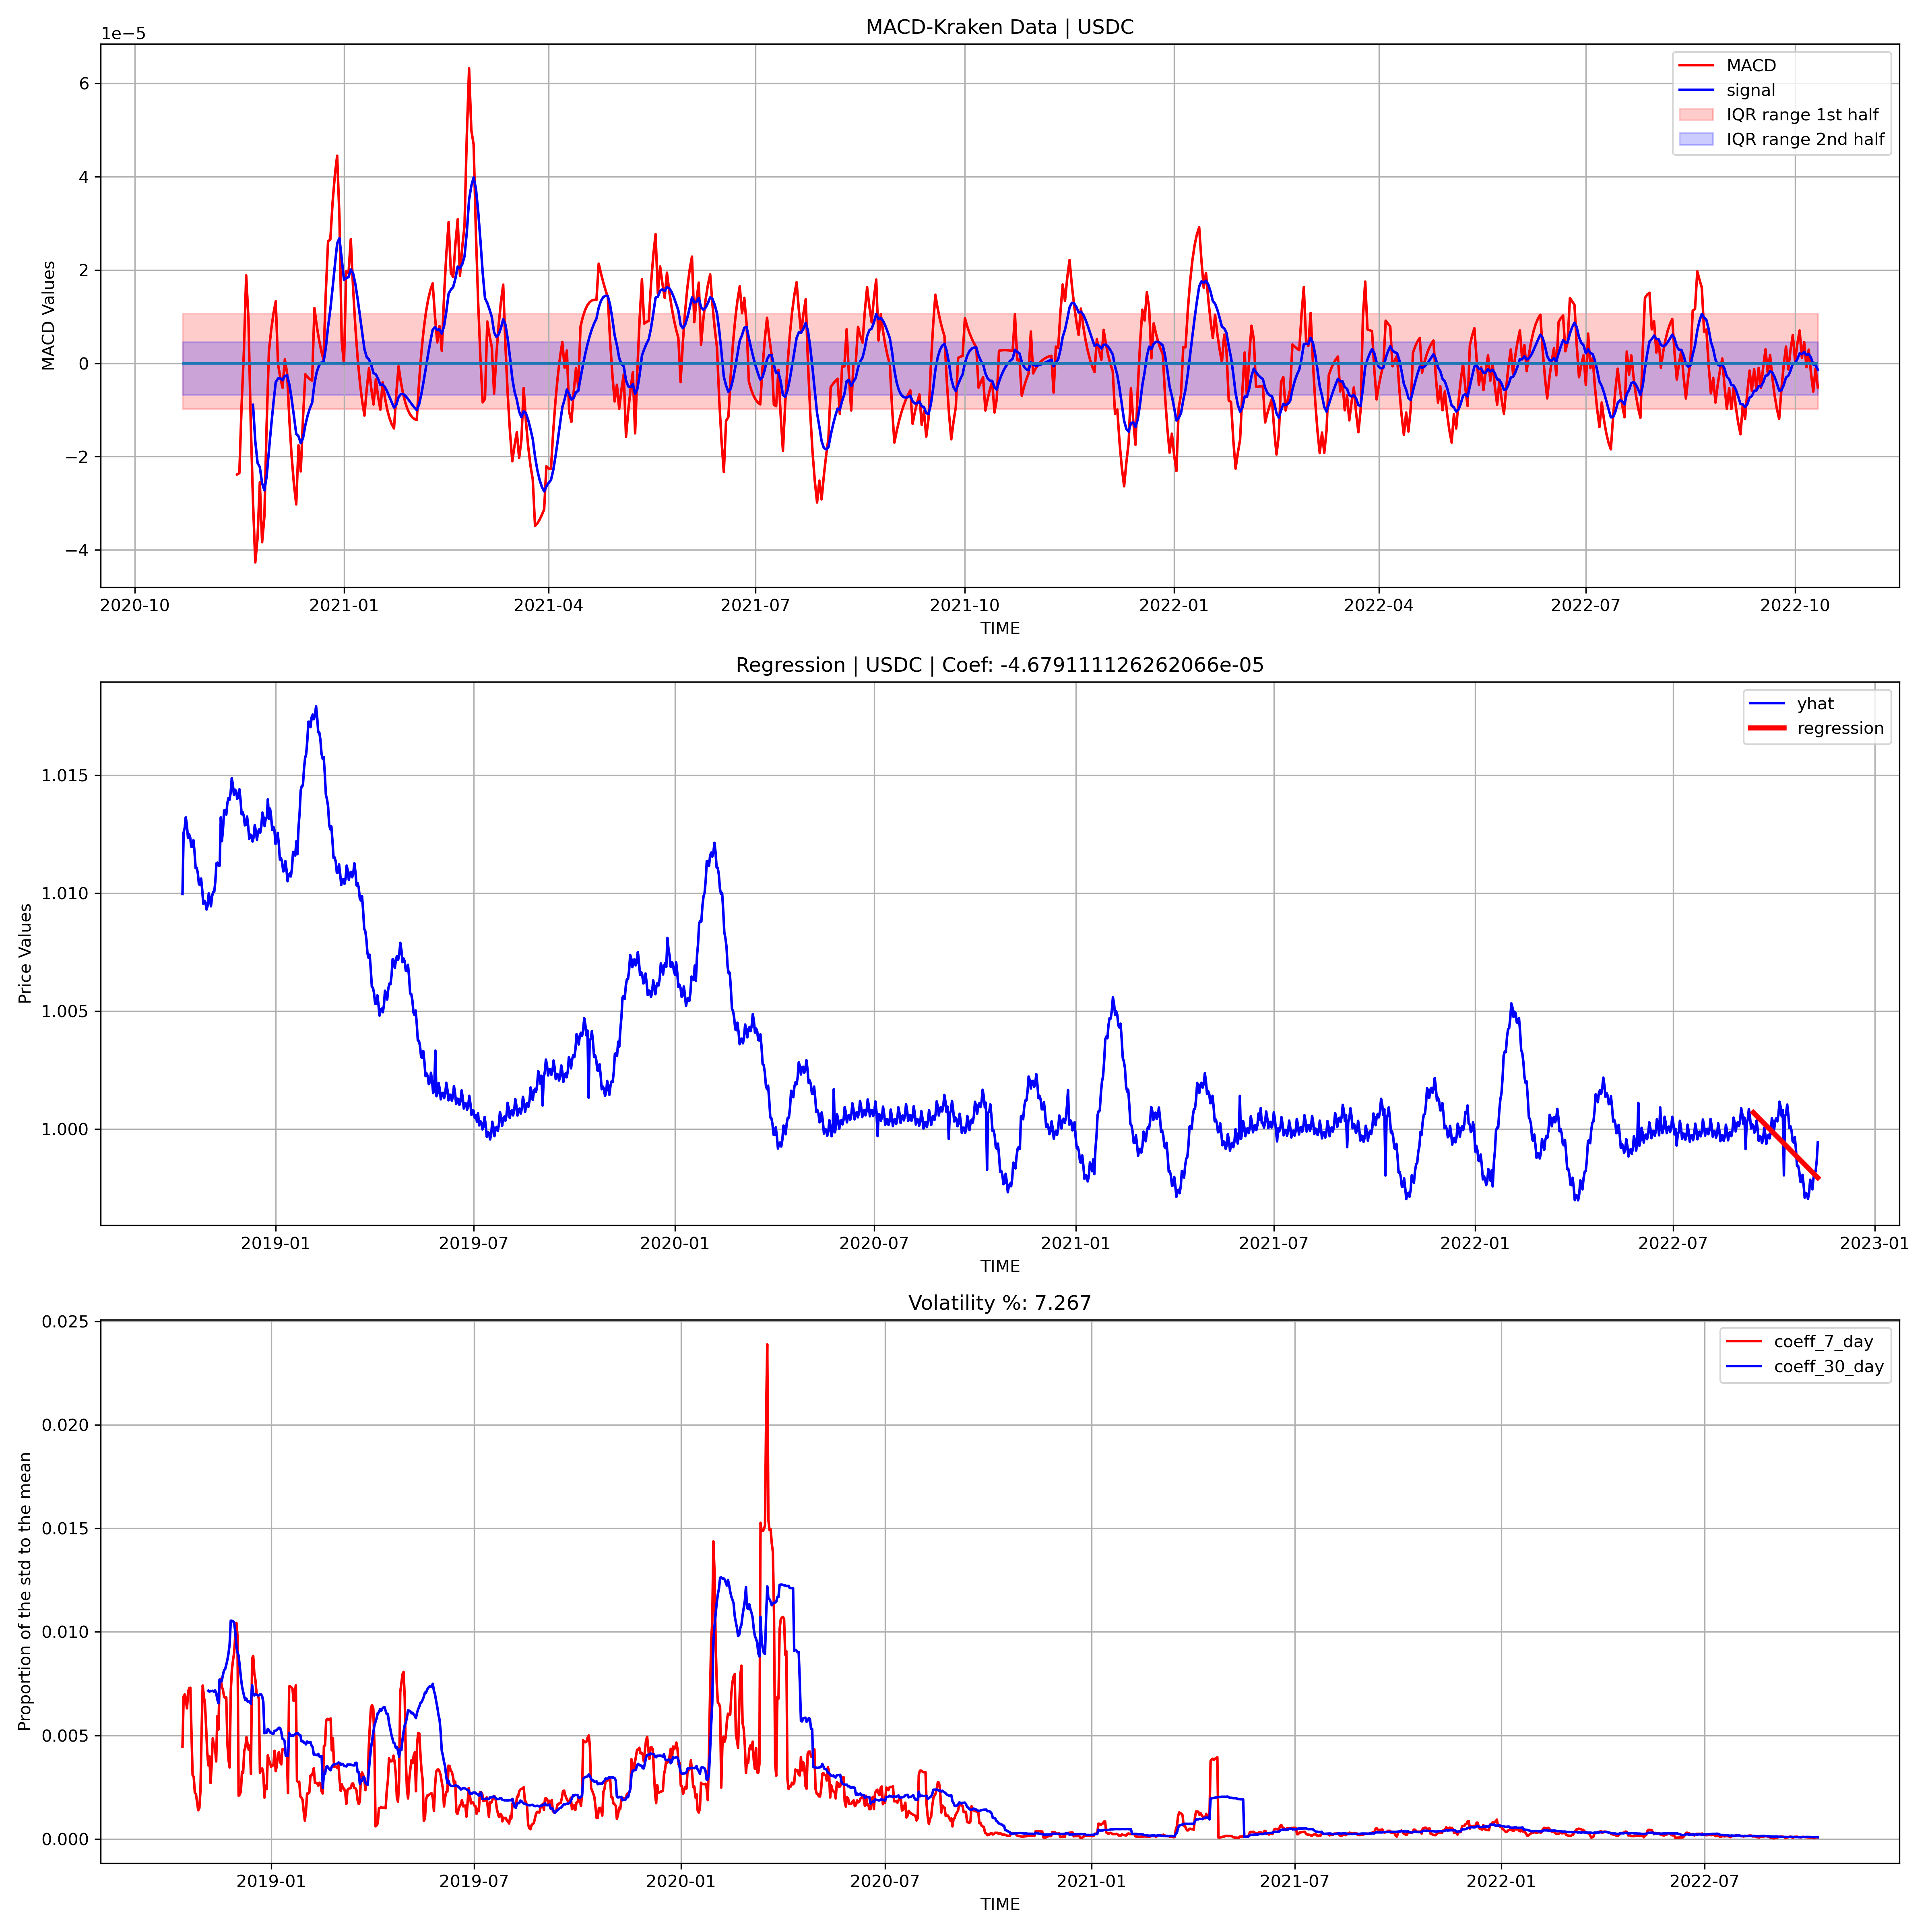 MACD-Kraken Data | USDC
1e−5
MACD
signal
IQR range 1st half
IQR range 2nd half
6
4
2
0
−2
−4
MACD Values
2020-10 2021-01 2021-04 2021-07 2021-10 2022-01 2022-04 2022-07 2022-10
TIME
Regression | USDC | Coef: -4.679111126262066e-05
yhat
regression
1.015
1.010
1.005
1.000
Price Values
2019-01 2019-07 2020-01 2020-07 2021-01 2021-07 2022-01 2022-07 2023-01
TIME
Volatility %: 7.267
coeff_7_day
coeff_30_day
0.025
0.020
0.015
0.010
0.005
0.000
Proportion of the std to the mean
2019-01 2019-07 2020-01 2020-07 2021-01 2021-07 2022-01 2022-07
TIME